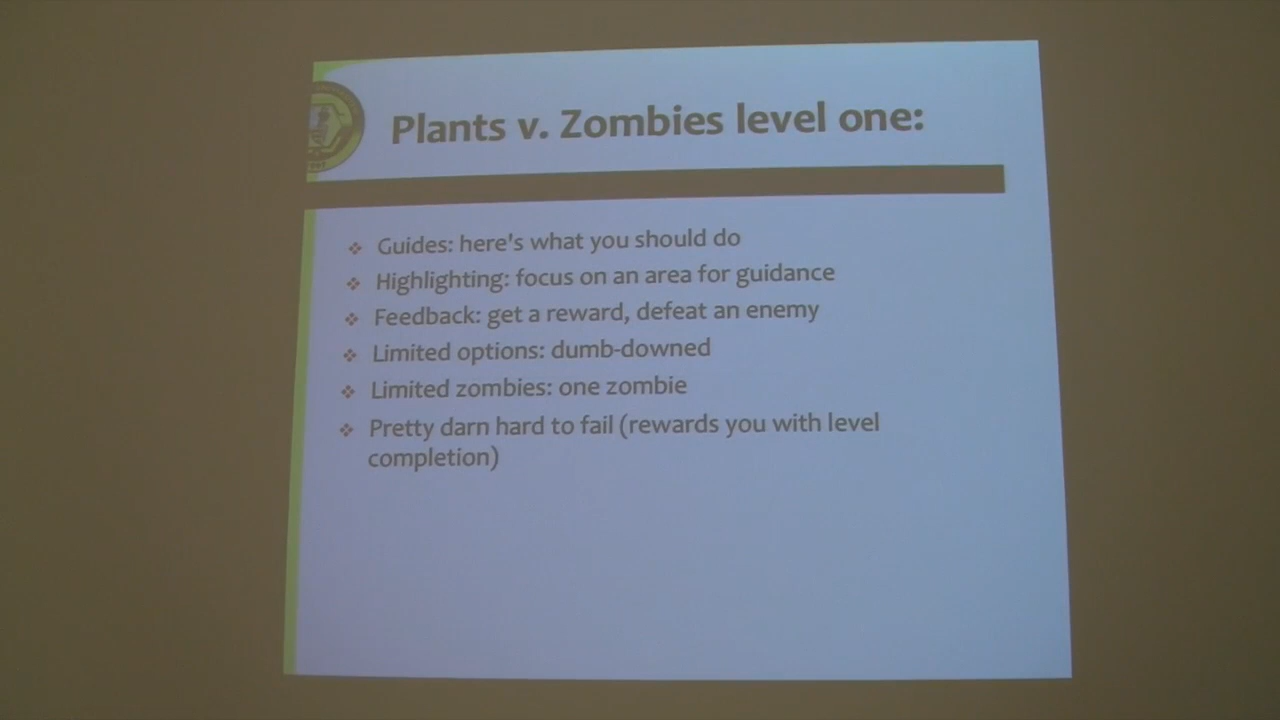 Plants v. Zombies level one:
Guides: here's what you should do
Highlighting: focus on an area for guidance
Feedback: get a reward, defeat an enemy
Limited options: dumb-downed
Limited zombies: one zombie
Pretty darn hard to fail (rewards you with level
completion)